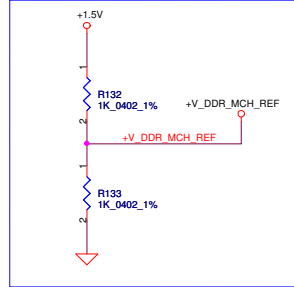 +1.5V
1
R132
1K_0402_1%
2
+V_DDR_MCH_REF
+V_DDR_MCH_REF
1
R133
1K_0402_1%
2